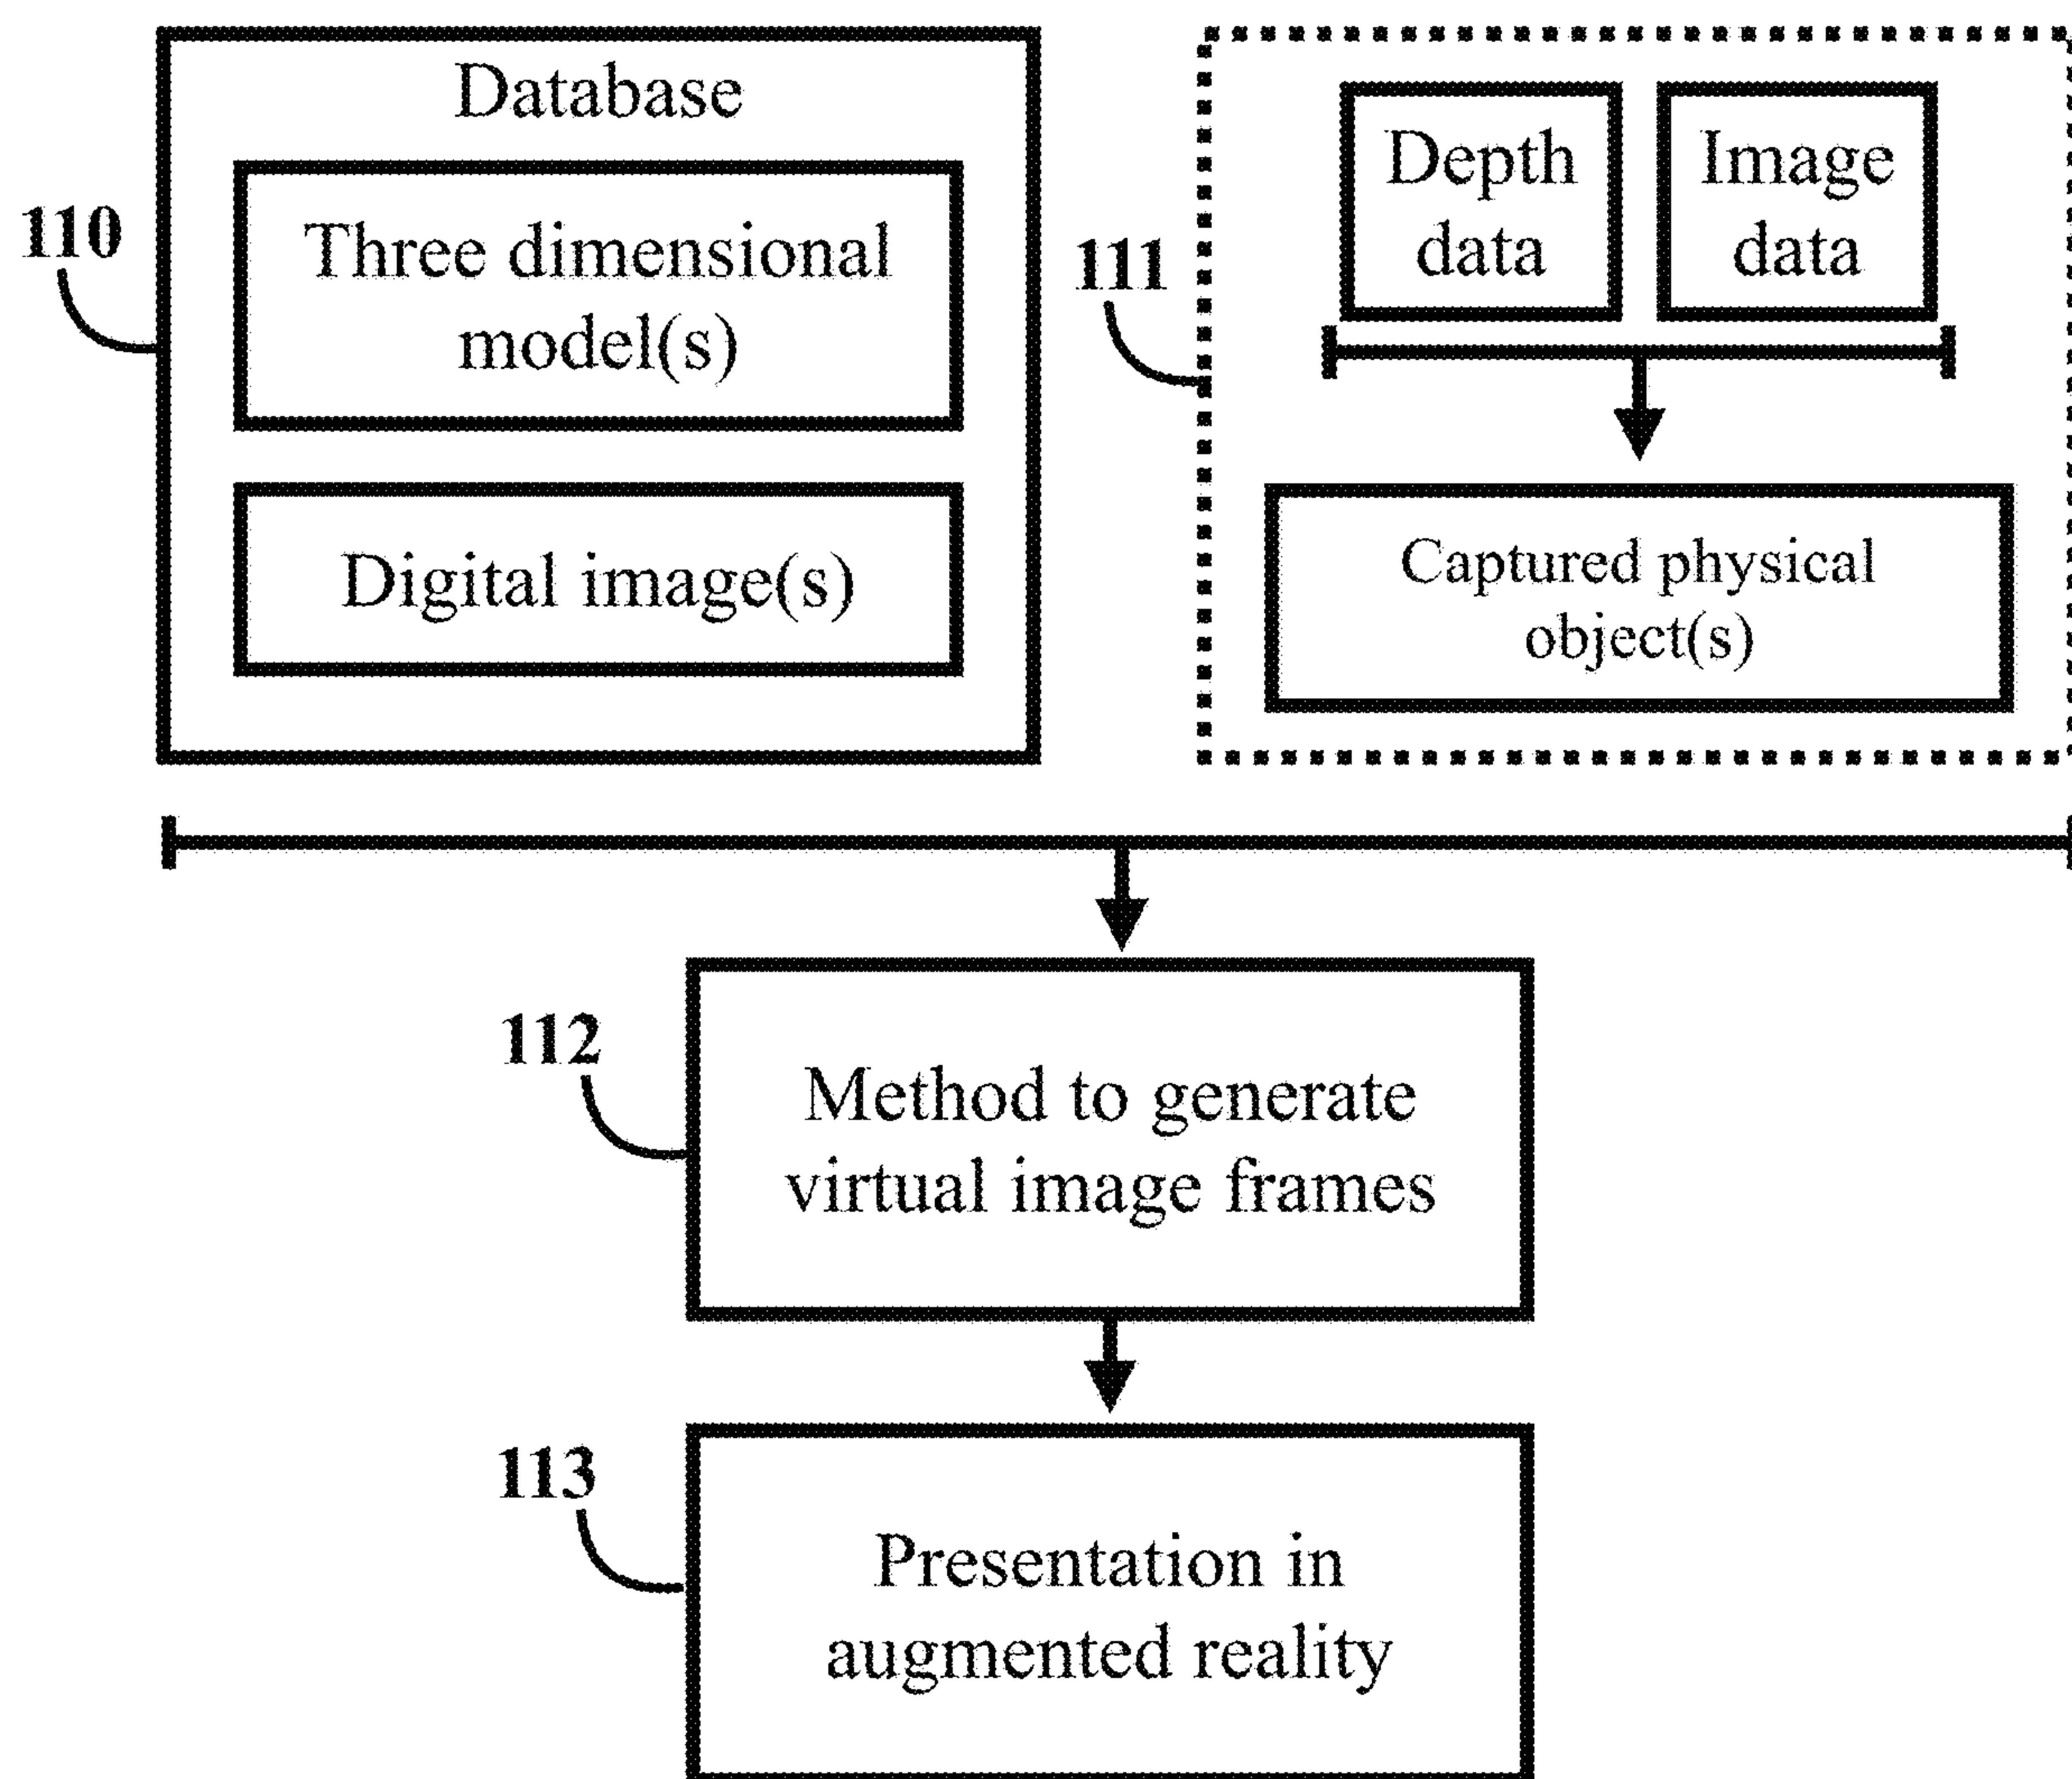 Database
110
Three dimensional
model(s)
Digital image(s)
111
Depth
data
Image
data
Captured physical
object(s)
112
Method to generate
virtual image frames
113
Presentation in
augmented reality